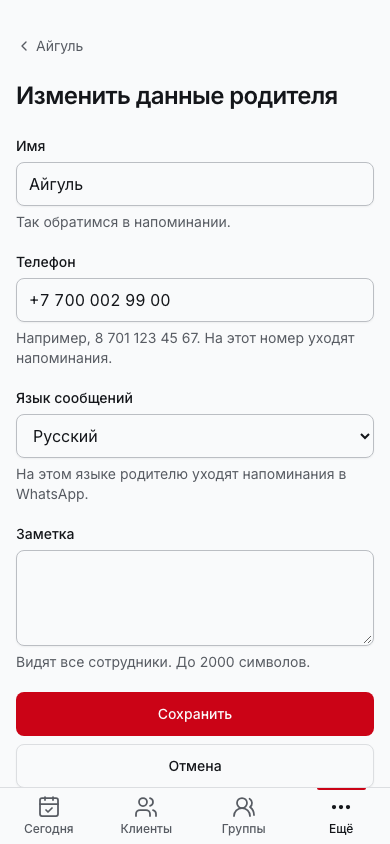 Айгуль
Изменить данные родителя
Имя
Айгуль
Так обратимся в напоминании.
Телефон
+7 700 002 99 00
Например, 8 701 123 45 67. На этот номер уходят
напоминания.
Язык сообщений
Русский
На этом языке родителю уходят напоминания в
WhatsApp.
Заметка
Видят все сотрудники. До 2000 символов.
Сохранить
Отмена
Сегодня
Клиенты
Группы
Ещё